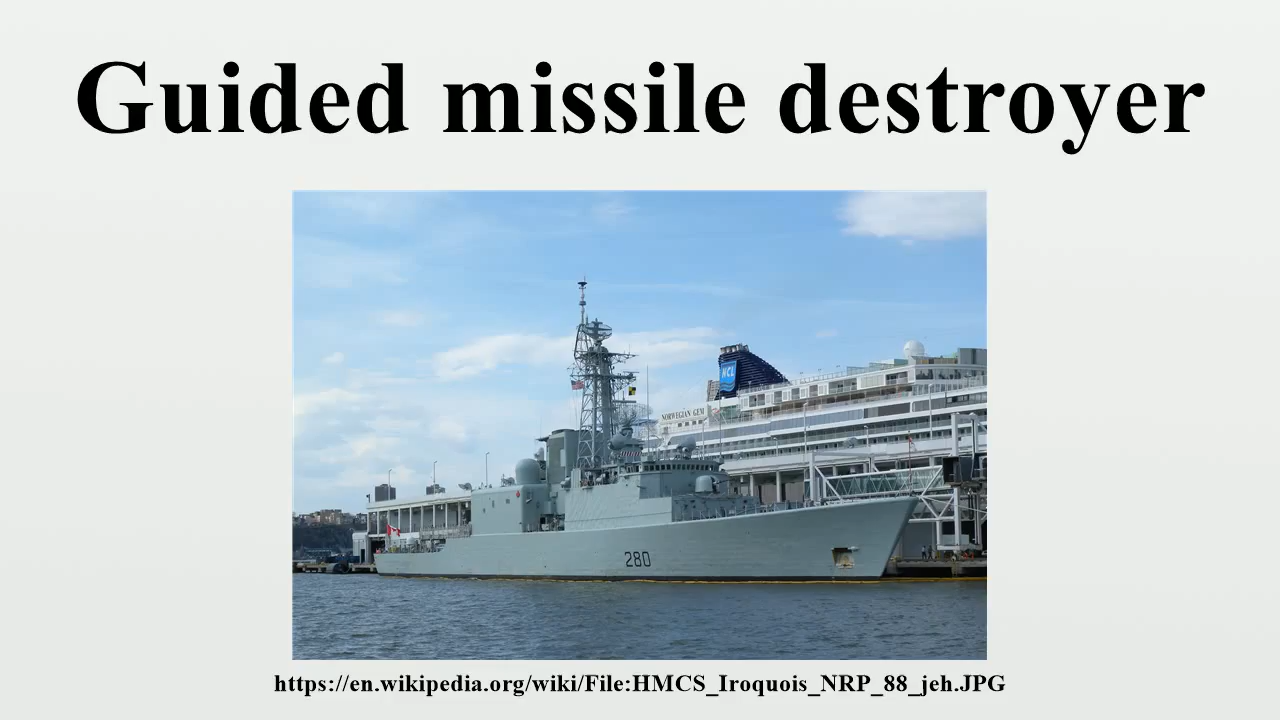 Guided missile destroyer
NCL
NORWEGIAN GEM
280
https://en.wikipedia.org/wiki/File:HMCS_Iroquois_NRP_88_jeh.JPG